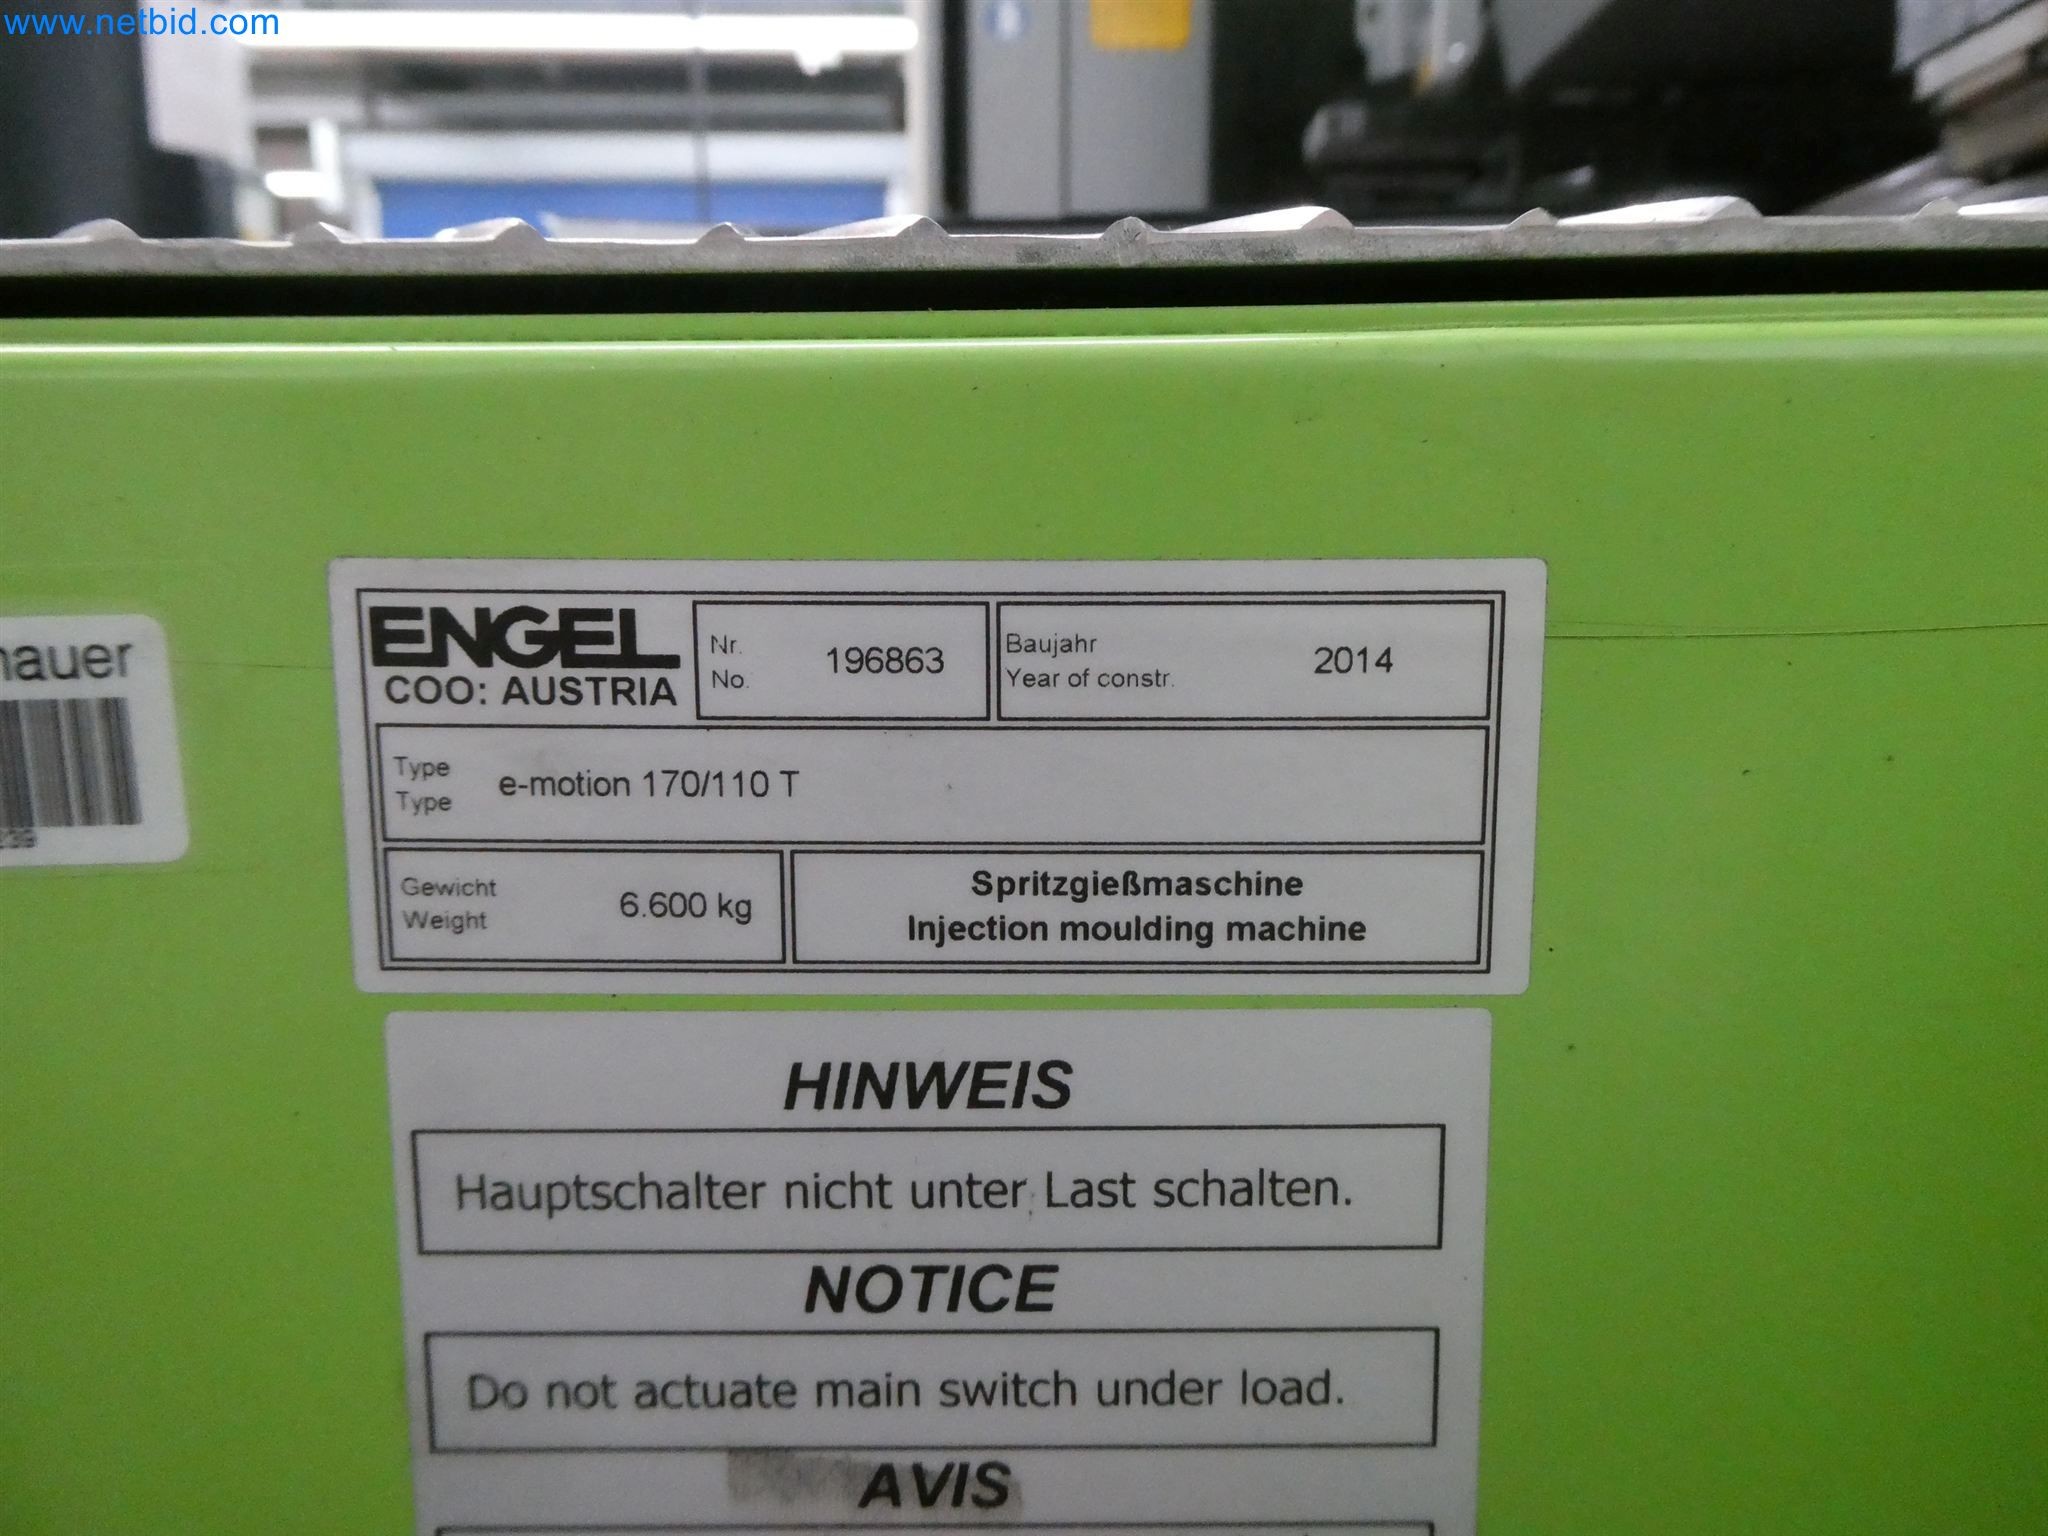 www.netbid.com
ENGEL
COO: AUSTRIA
Nr.
No.
196863
Baujahr
Year of constr.
2014
Type
Type
e-motion 170/110 T
Gewicht
Weight
6.600 kg
Spritzgießmaschine
Injection moulding machine
HINWEIS
Hauptschalter nicht unter Last schalten.
NOTICE
Do not actuate main switch under load.
AVIS